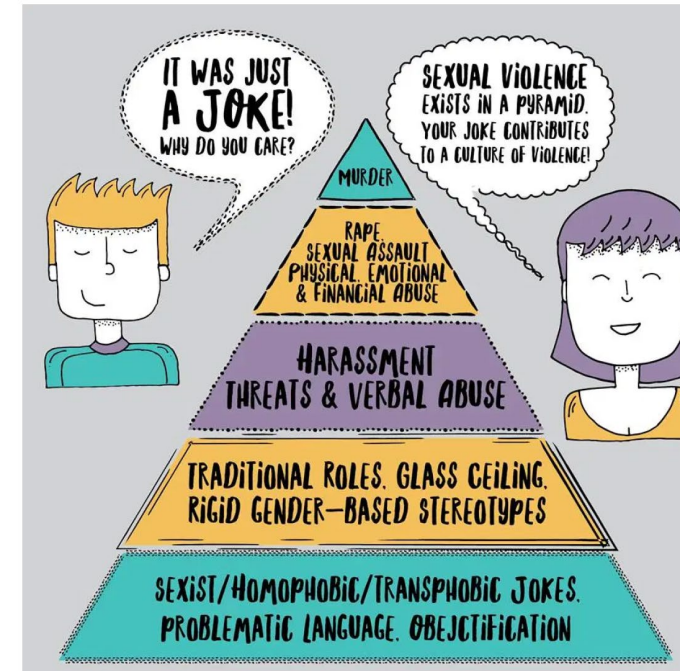 IT WAS JUST
A JOKE!
WHY DO YOU CARE?
SEXUAL ViOLENCE
EXiSTS iN A PYRAMiD.
YOUR JOKE CONTRiBUTES
TO A CULTURE OF ViOLENCE!
MURDER
RAPE
SEXUAL ASSAULT
PHYSiCAL, EMOTiONAL
& FiNANCiAL ABUSE
HARASSMENT
THREATS & VERBAL ABUSE
TRADiTiONAL ROLES, GLASS CEiLiNG,
RiGiD GENDER-BASED STEREOTYPES
SEXiST/HOMOPHOBiC/TRANSPHOBiC JOKES,
PROBLEMATiC LANGUAGE, OBEJCTiFiCATiON